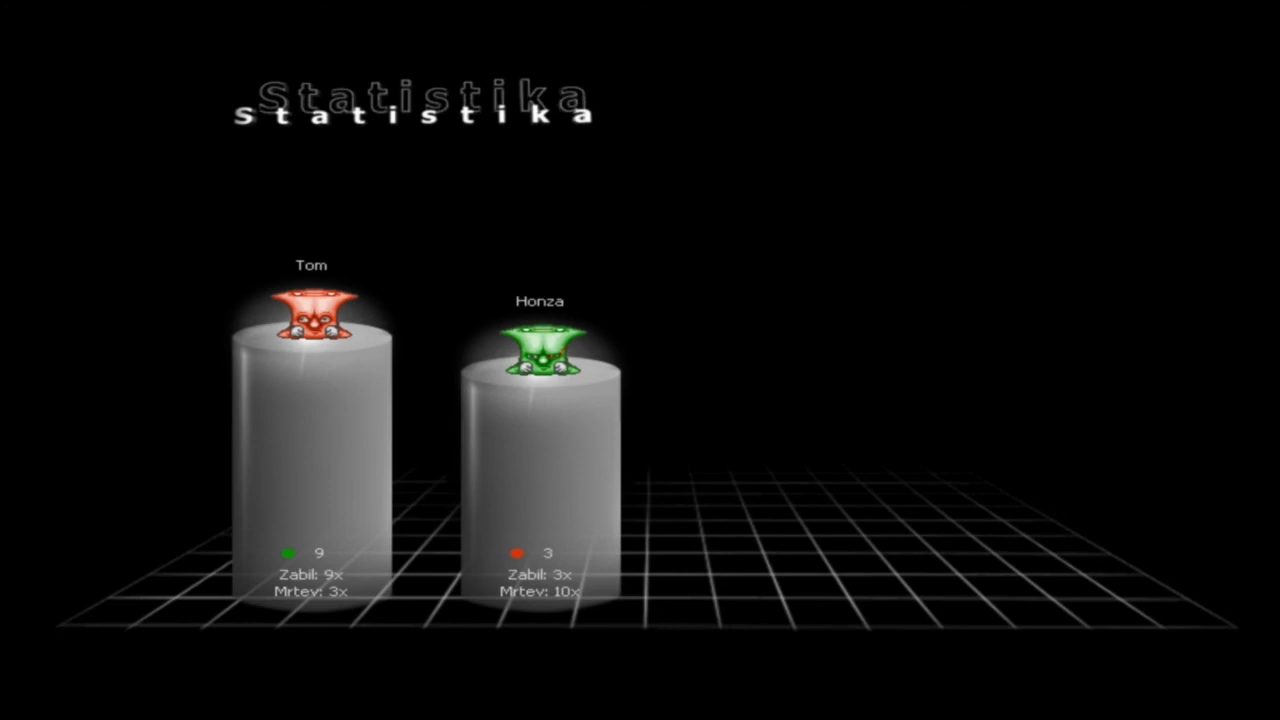 Statistika
Statistika
Tom
Honza
9
Zabil: 9x
Mrtev: 3x
3
Zabil: 3x
Mrtev: 10x